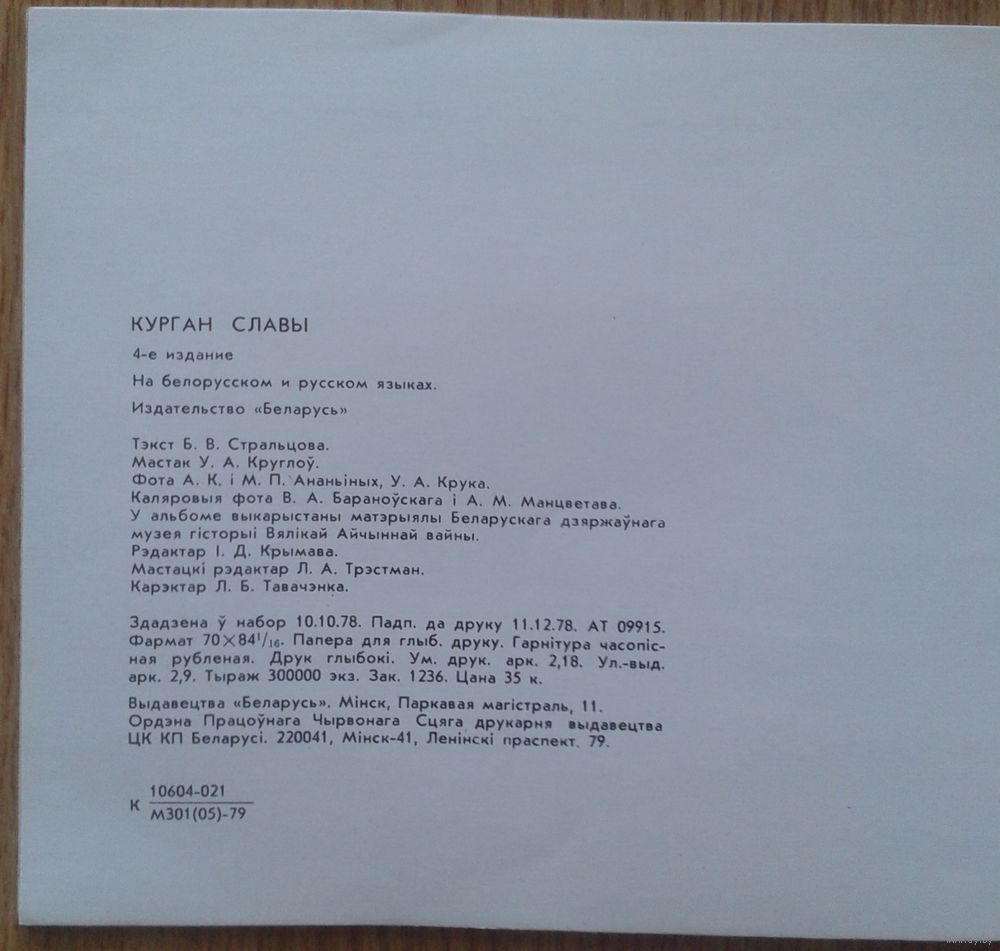 КУРГАН СЛАВЫ
4-е издание
На белорусском и русском языках.
Издательство «Беларусь»
Тэкст Б. В. Стральцова.
Мастак У. А. Круглоў.
Фота А. К. і М. П. Ананьіных, У. А. Крука.
Каляровыя фота В. А. Бараноўскага і А. М. Манцветава.
У альбоме выкарыстаны матэрыялы Беларускага дзяржаўнага
музея гісторыі Вялікай Айчыннай вайны.
Рэдактар І. Д. Крымава.
Мастацкі рэдактар Л. А. Трэстман.
Карэктар Л. Б. Тавачэнка.
Здадзена ў набор 10.10.78. Падп. да друку 11.12.78. АТ 09915.
Фармат 70×84¹/₁₆. Папера для глыб. друку. Гарнітура часопіс-
ная рубленая. Друк глыбокі. Ум. друк. арк. 2,18. Ул.-выд.
арк. 2,9. Тыраж 300000 экз. Зак. 1236. Цана 35 к.
Выдавецтва «Беларусь». Мінск, Паркавая магістраль, 11.
Ордэна Працоўнага Чырвонага Сцяга друкарня выдавецтва
ЦК КП Беларусі. 220041, Мінск-41, Ленінскі праспект. 79.
К 10604-021
М301(05)-79